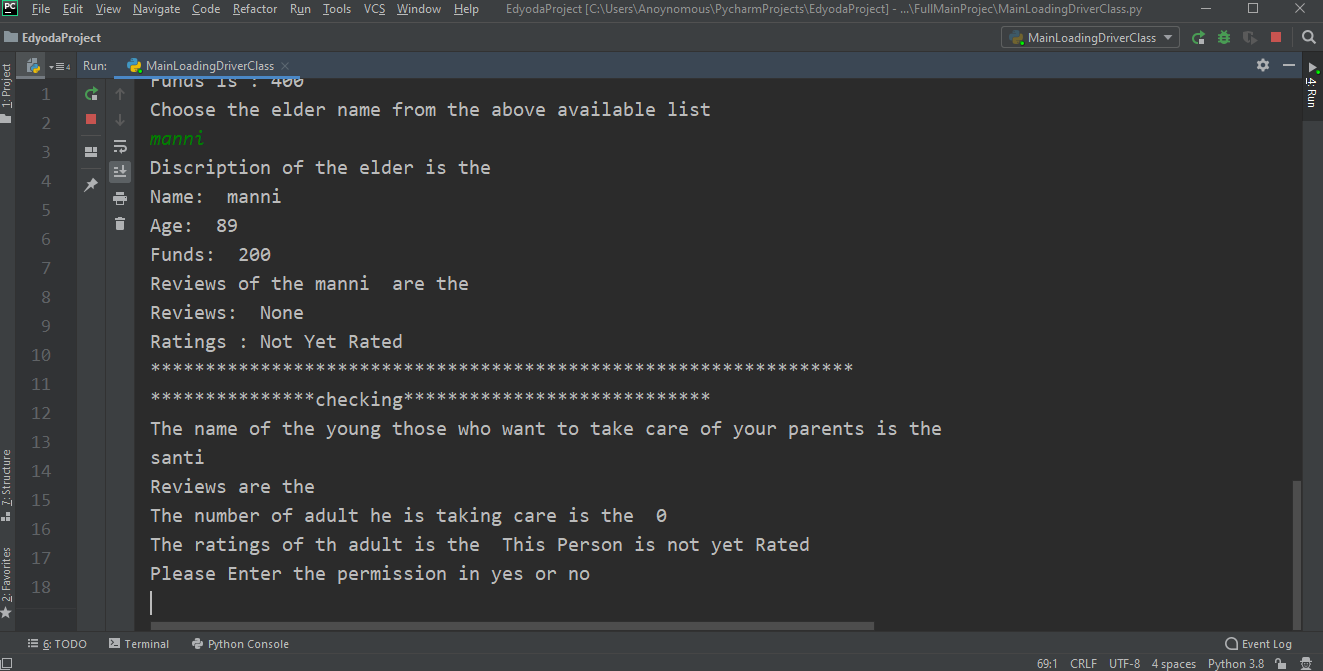 PC File Edit View Navigate Code Refactor Run Tools VCS Window Help EdyodaProject [C:\Users\Anoynomous\PycharmProjects\EdyodaProject] - ...\FullMainProjec\MainLoadingDriverClass.py
EdyodaProject MainLoadingDriverClass
Run: MainLoadingDriverClass
1: Project
4: Run
7: Structure
2: Favorites
4
1
2
3
4
5
6
7
8
9
10
11
12
13
14
15
16
17
18
Funds is : 400
Choose the elder name from the above available list
manni
Discription of the elder is the
Name:  manni
Age:  89
Funds:  200
Reviews of the manni  are the
Reviews:  None
Ratings : Not Yet Rated
****************************************************************
***************checking****************************
The name of the young those who want to take care of your parents is the
santi
Reviews are the
The number of adult he is taking care is the  0
The ratings of th adult is the  This Person is not yet Rated
Please Enter the permission in yes or no
6: TODO Terminal Python Console Event Log
69:1 CRLF UTF-8 4 spaces Python 3.8